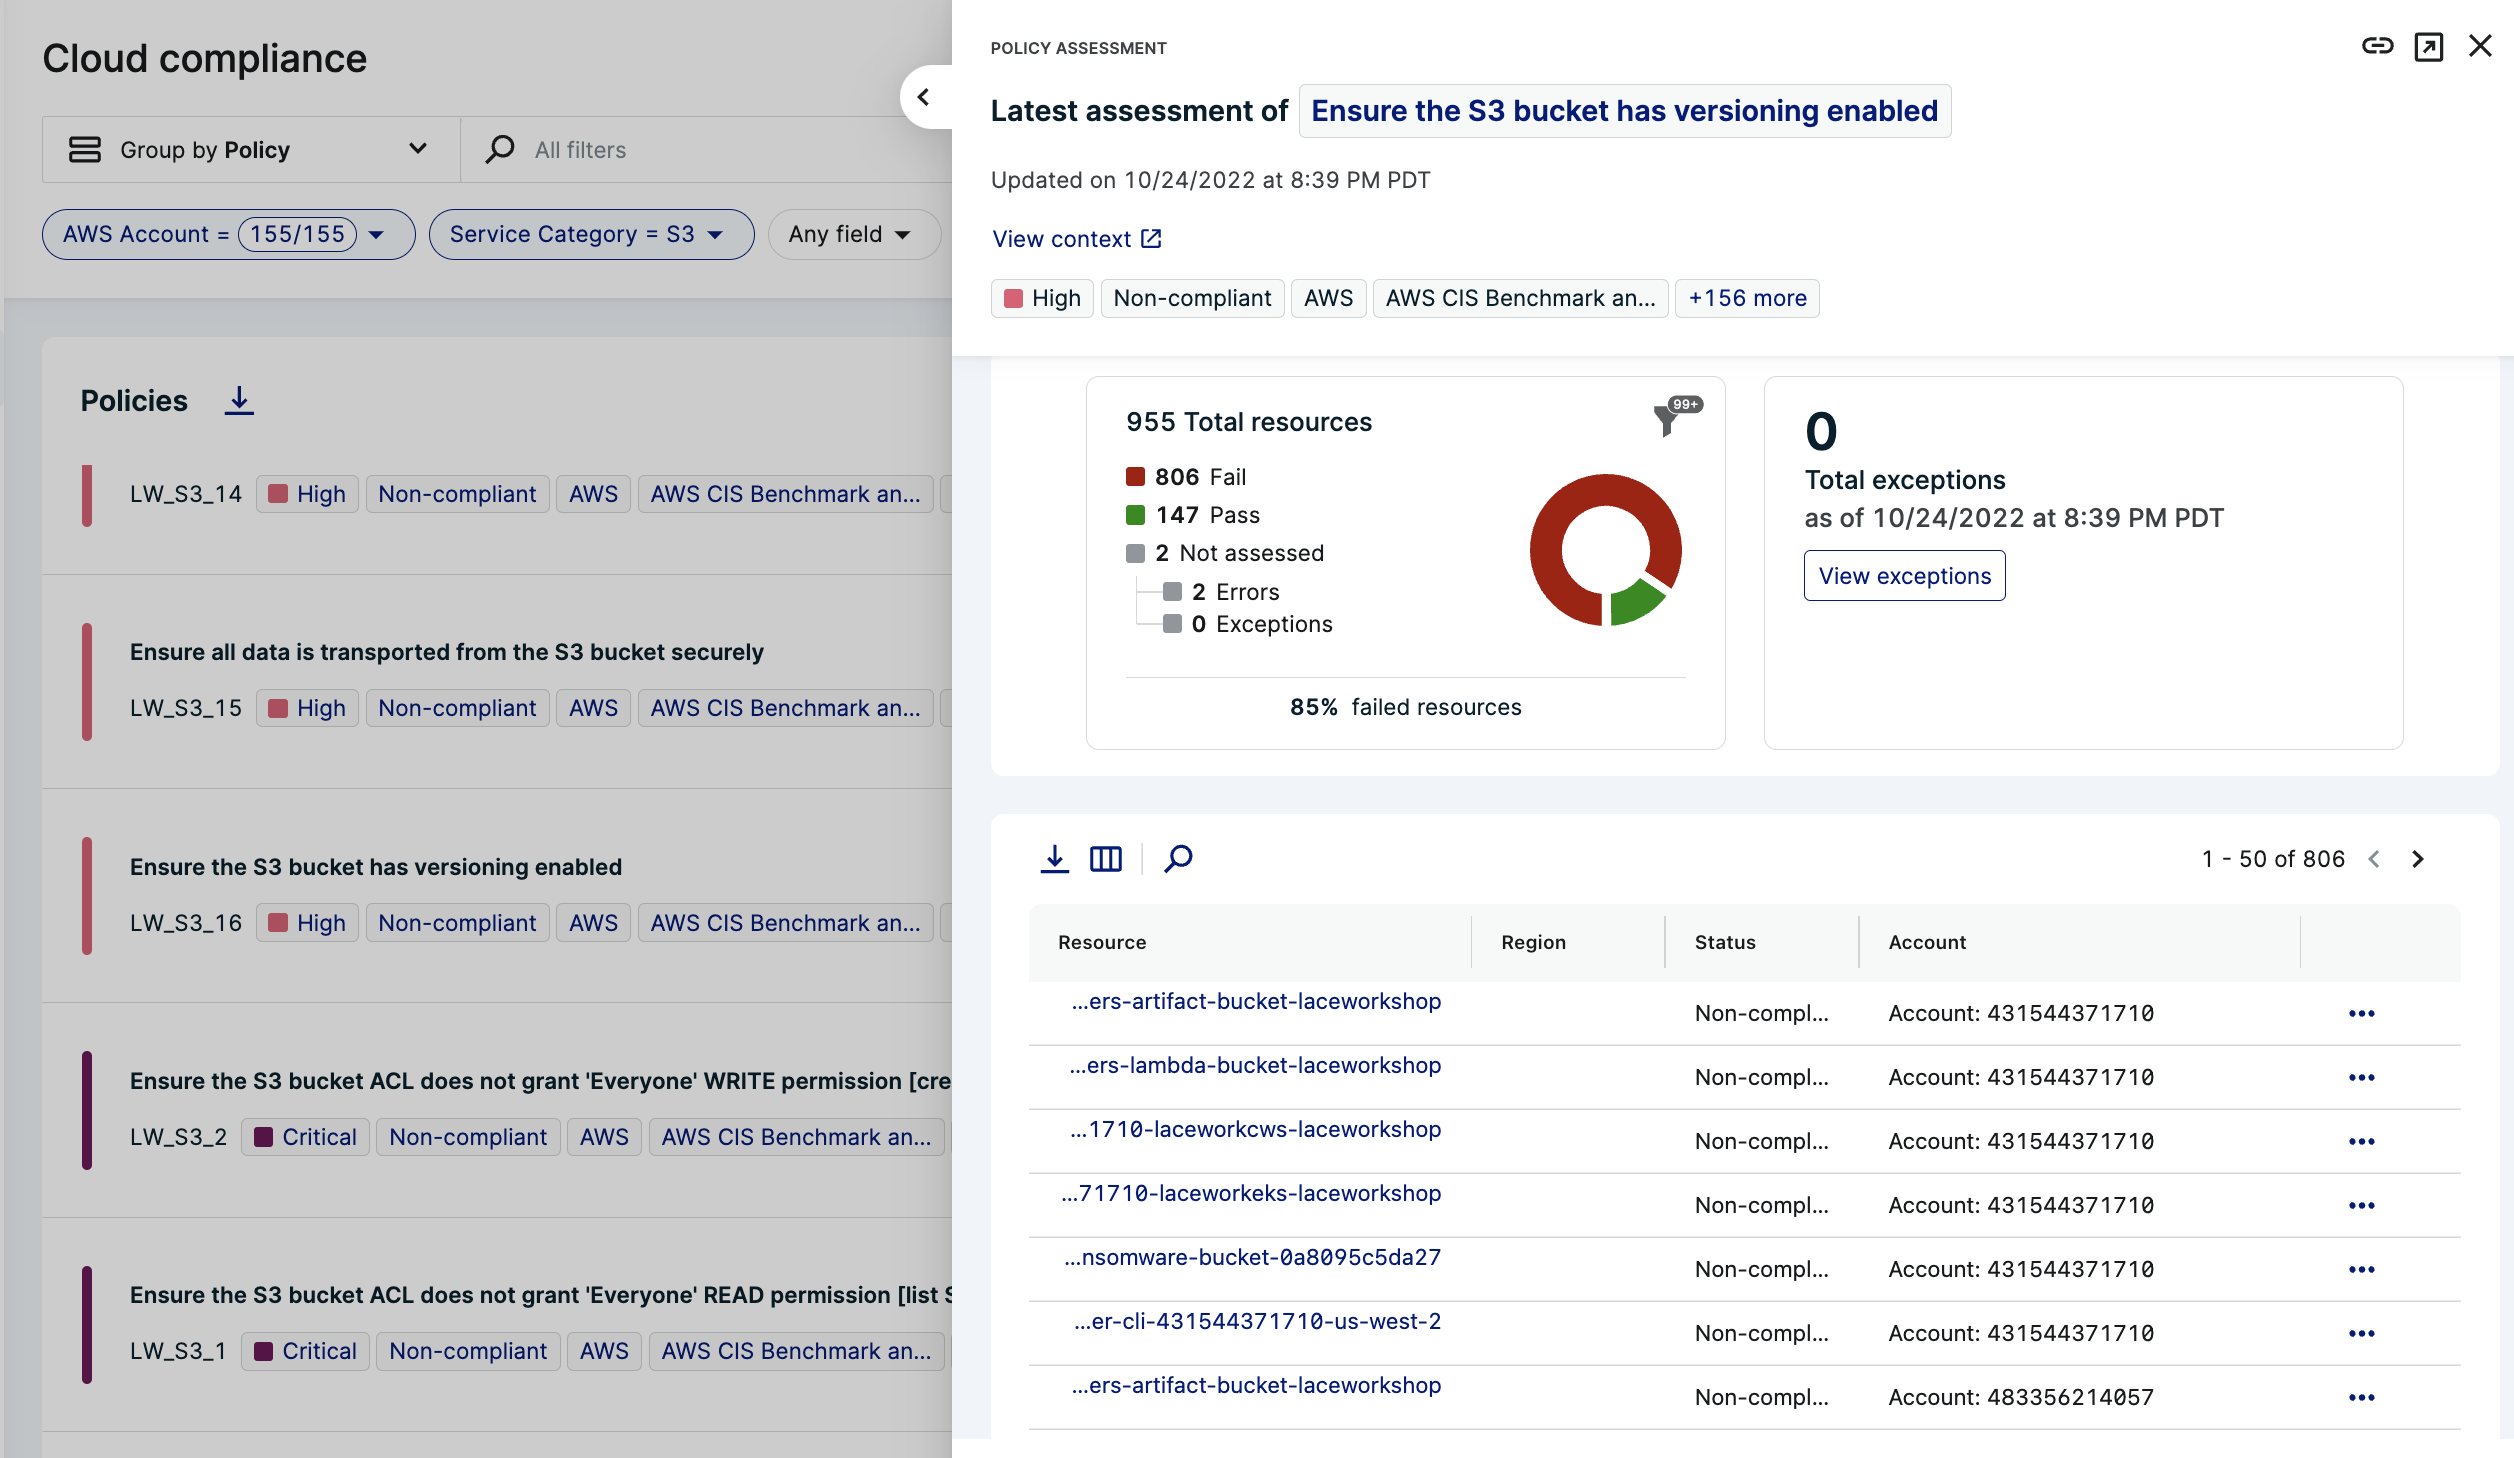 Cloud compliance
Group by Policy
All filters
AWS Account = 155/155
Service Category = S3
Any field
Policies
LW_S3_14 High Non-compliant AWS AWS CIS Benchmark an...
Ensure all data is transported from the S3 bucket securely
LW_S3_15 High Non-compliant AWS AWS CIS Benchmark an...
Ensure the S3 bucket has versioning enabled
LW_S3_16 High Non-compliant AWS AWS CIS Benchmark an...
Ensure the S3 bucket ACL does not grant 'Everyone' WRITE permission [cre
LW_S3_2 Critical Non-compliant AWS AWS CIS Benchmark an...
Ensure the S3 bucket ACL does not grant 'Everyone' READ permission [list
LW_S3_1 Critical Non-compliant AWS AWS CIS Benchmark an...
POLICY ASSESSMENT
Latest assessment of Ensure the S3 bucket has versioning enabled
Updated on 10/24/2022 at 8:39 PM PDT
View context
High Non-compliant AWS AWS CIS Benchmark an... +156 more
955 Total resources
99+
806 Fail
147 Pass
2 Not assessed
2 Errors
0 Exceptions
85% failed resources
0
Total exceptions
as of 10/24/2022 at 8:39 PM PDT
View exceptions
1 - 50 of 806
Resource Region Status Account
...ers-artifact-bucket-laceworkshop Non-compl... Account: 431544371710
...ers-lambda-bucket-laceworkshop Non-compl... Account: 431544371710
...1710-laceworkcws-laceworkshop Non-compl... Account: 431544371710
...71710-laceworkeks-laceworkshop Non-compl... Account: 431544371710
...nsomware-bucket-0a8095c5da27 Non-compl... Account: 431544371710
...er-cli-431544371710-us-west-2 Non-compl... Account: 431544371710
...ers-artifact-bucket-laceworkshop Non-compl... Account: 483356214057